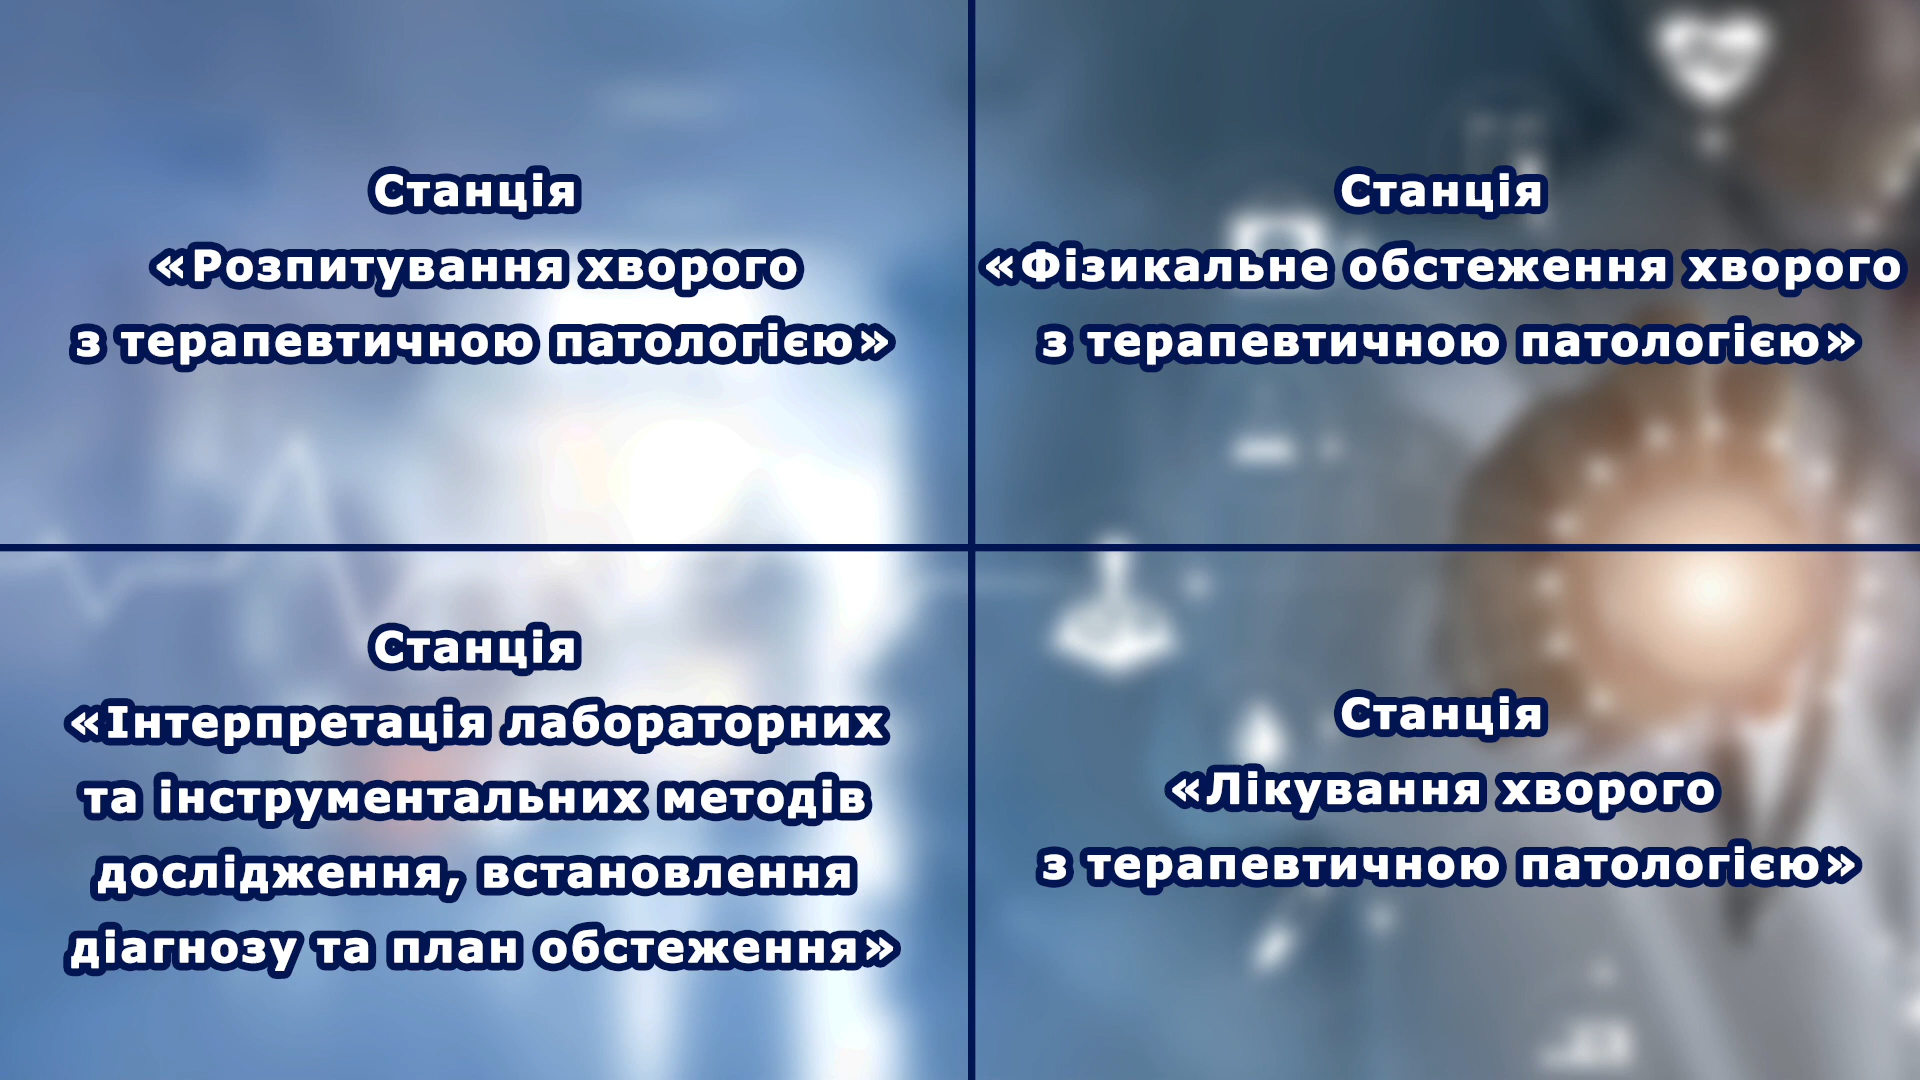 Станція
«Розпитування хворого
з терапевтичною патологією»
Станція
«Фізикальне обстеження хворого
з терапевтичною патологією»
Станція
«Інтерпретація лабораторних
та інструментальних методів
дослідження, встановлення
діагнозу та план обстеження»
Станція
«Лікування хворого
з терапевтичною патологією»